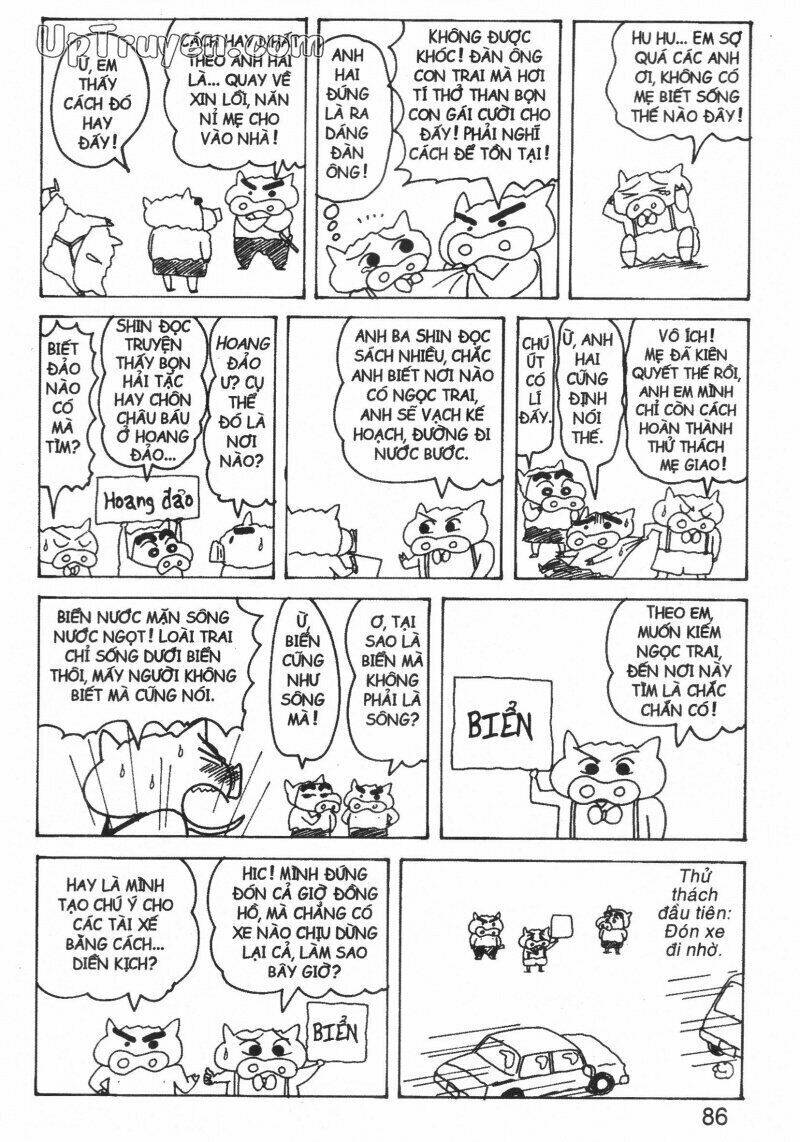 UpTruyen.com
HU HU... EM SỢ
QUÁ CÁC ANH
ƠI, KHÔNG CÓ
MẸ BIẾT SỐNG
THẾ NÀO ĐÂY!
KHÔNG ĐƯỢC
KHÓC! ĐÀN ÔNG
CON TRAI MÀ HƠI
TÍ THỞ THAN BỌN
CON GÁI CƯỜI CHO
ĐẤY! PHẢI NGHĨ
CÁCH ĐỂ TỒN TẠI!
ANH
HAI
ĐÚNG
LÀ RA
DÁNG
ĐÀN
ÔNG!
CÁCH HAY NHẤT
THEO ANH HAI
LÀ... QUAY VỀ
XIN LỖI, NĂN
NỈ MẸ CHO
VÀO NHÀ!
Ừ, EM
THẤY
CÁCH ĐÓ
HAY
ĐẤY!
VÔ ÍCH!
MẸ ĐÃ KIÊN
QUYẾT THẾ RỒI,
ANH EM MÌNH
CHỈ CÒN CÁCH
HOÀN THÀNH
THỬ THÁCH
MẸ GIAO!
Ừ, ANH
HAI
CŨNG
ĐỊNH
NÓI
THẾ.
CHÚ
ÚT
CÓ
LÍ
ĐẤY.
ANH BA SHIN ĐỌC
SÁCH NHIỀU, CHẮC
ANH BIẾT NƠI NÀO
CÓ NGỌC TRAI,
ANH SẼ VẠCH KẾ
HOẠCH, ĐƯỜNG ĐI
NƯỚC BƯỚC.
HOANG
ĐẢO
Ư? CỤ
THỂ
ĐÓ LÀ
NƠI
NÀO?
SHIN ĐỌC
TRUYỆN
THẤY BỌN
HẢI TẶC
HAY CHÔN
CHÂU BÁU
Ở HOANG
ĐẢO...
Hoang đảo
BIẾT
ĐẢO
NÀO
CÓ
MÀ
TÌM?
THEO EM,
MUỐN KIẾM
NGỌC TRAI,
ĐẾN NƠI NÀY
TÌM LÀ CHẮC
CHẮN CÓ!
BIỂN
Ơ, TẠI
SAO LÀ
BIỂN MÀ
KHÔNG
PHẢI LÀ
SÔNG?
Ừ,
BIỂN
CŨNG
NHƯ
SÔNG
MÀ!
BIỂN NƯỚC MẶN SÔNG
NƯỚC NGỌT! LOÀI TRAI
CHỈ SỐNG DƯỚI BIỂN
THÔI, MẤY NGƯỜI KHÔNG
BIẾT MÀ CŨNG NÓI.
Thử
thách
đầu tiên:
Đón xe
đi nhờ.
HIC! MÌNH ĐỨNG
ĐÓN CẢ GIỜ ĐỒNG
HỒ, MÀ CHẲNG CÓ
XE NÀO CHỊU DỪNG
LẠI CẢ, LÀM SAO
BÂY GIỜ?
BIỂN
HAY LÀ MÌNH
TẠO CHÚ Ý CHO
CÁC TÀI XẾ
BẰNG CÁCH...
DIỄN KỊCH?
86